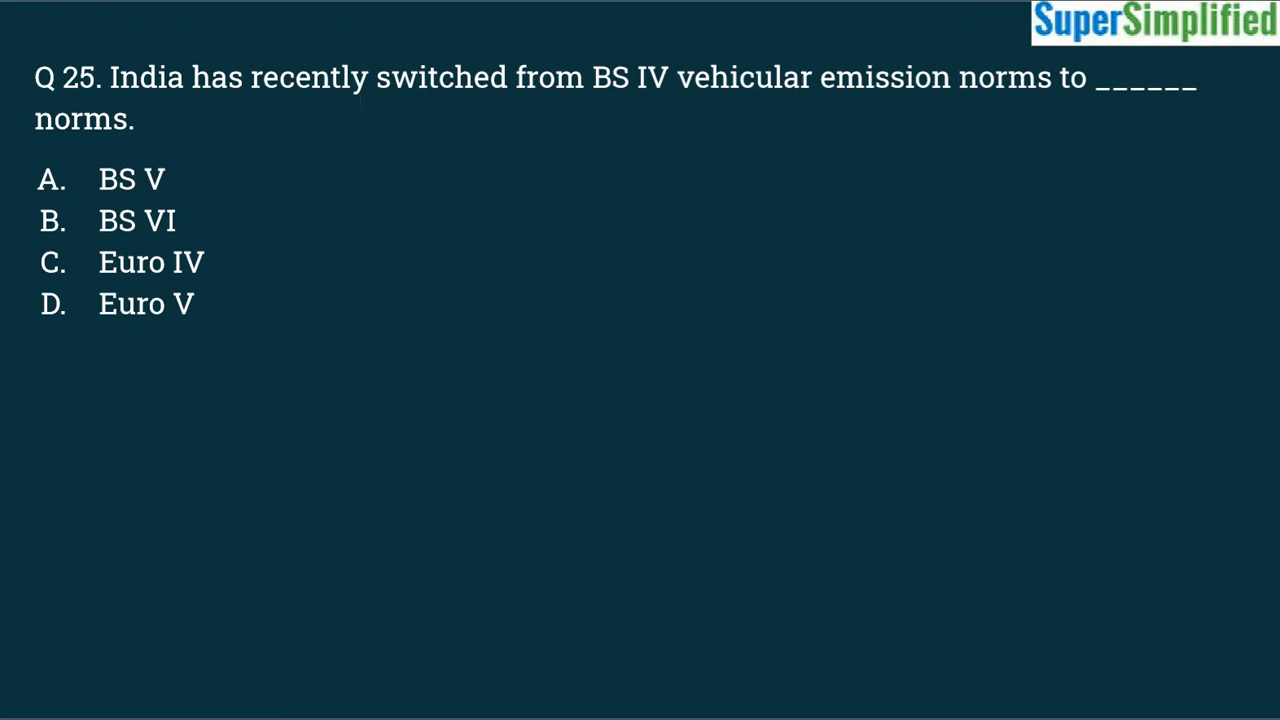 SuperSimplified
Q 25. India has recently switched from BS IV vehicular emission norms to ______
norms.
A. BS V
B. BS VI
C. Euro IV
D. Euro V